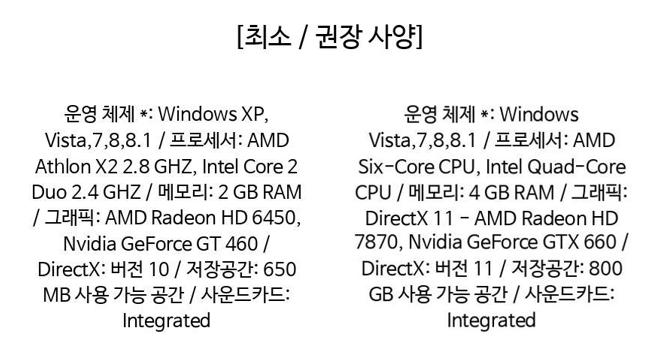 [최소 / 권장 사양]
운영 체제 *: Windows XP,
Vista,7,8,8.1 / 프로세서: AMD
Athlon X2 2.8 GHZ, Intel Core 2
Duo 2.4 GHZ / 메모리: 2 GB RAM
/ 그래픽: AMD Radeon HD 6450,
Nvidia GeForce GT 460 /
DirectX: 버전 10 / 저장공간: 650
MB 사용 가능 공간 / 사운드카드:
Integrated
운영 체제 *: Windows
Vista,7,8,8.1 / 프로세서: AMD
Six-Core CPU, Intel Quad-Core
CPU / 메모리: 4 GB RAM / 그래픽:
DirectX 11 - AMD Radeon HD
7870, Nvidia GeForce GTX 660 /
DirectX: 버전 11 / 저장공간: 800
GB 사용 가능 공간 / 사운드카드:
Integrated